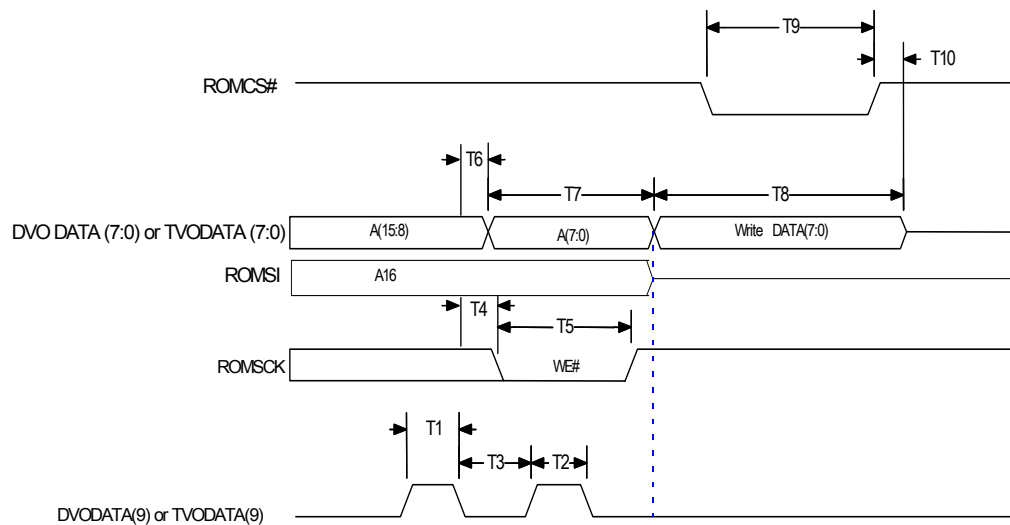 T9
T10
ROMCS#
T6
T7
T8
DVO DATA (7:0) or TVODATA (7:0)
A(15:8)
A(7:0)
Write DATA(7:0)
ROMSI
A16
T4
T5
ROMSCK
WE#
T1
T3
T2
DVODATA(9) or TVODATA(9)